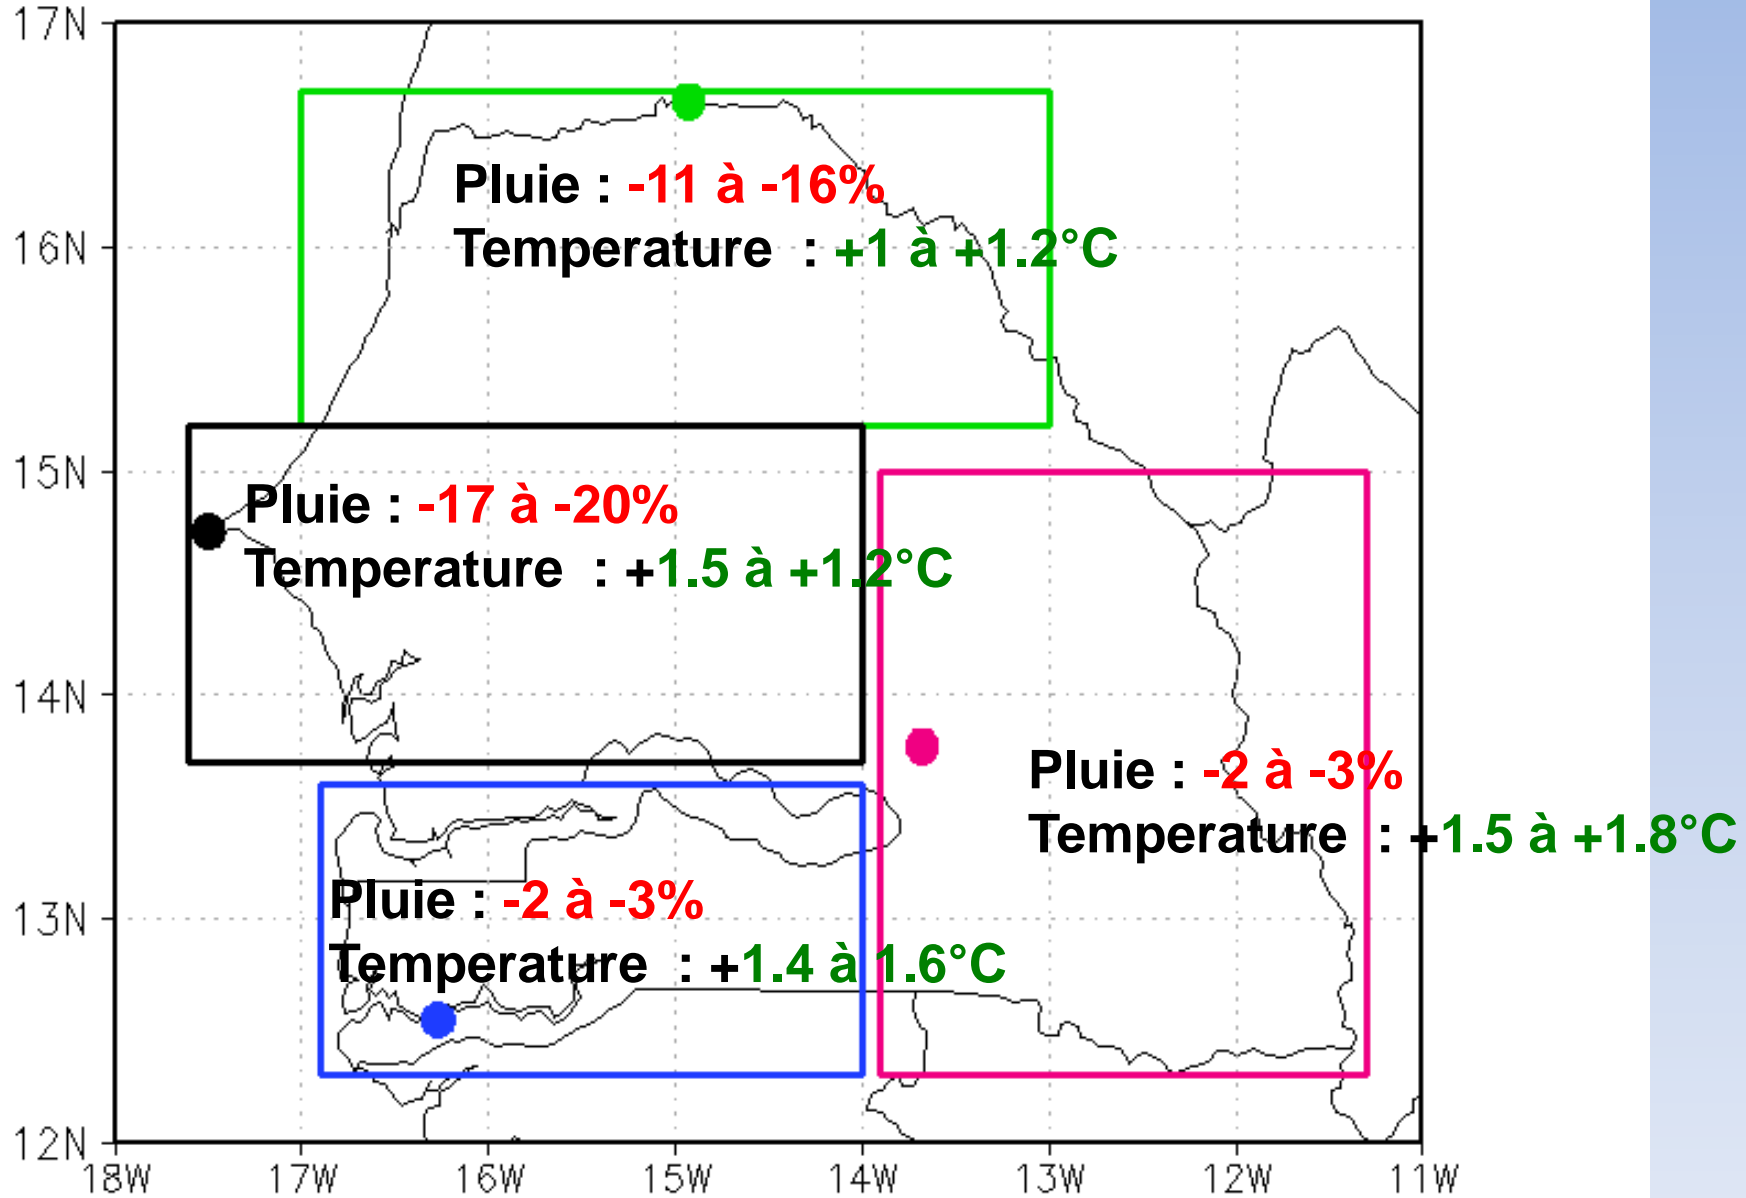 17N
Pluie : -11 à -16%
16N
Temperature : +1 à +1.2°C
15N
Pluie : -17 à -20%
Temperature : +1.5 à +1.2°C
14N
Pluie : -2 à -3%
Temperature : +1.5 à +1.8°C
13N
Pluie : -2 à -3%
Temperature : +1.4 à 1.6°C
12N
18W 17W 16W 15W 14W 13W 12W 11W